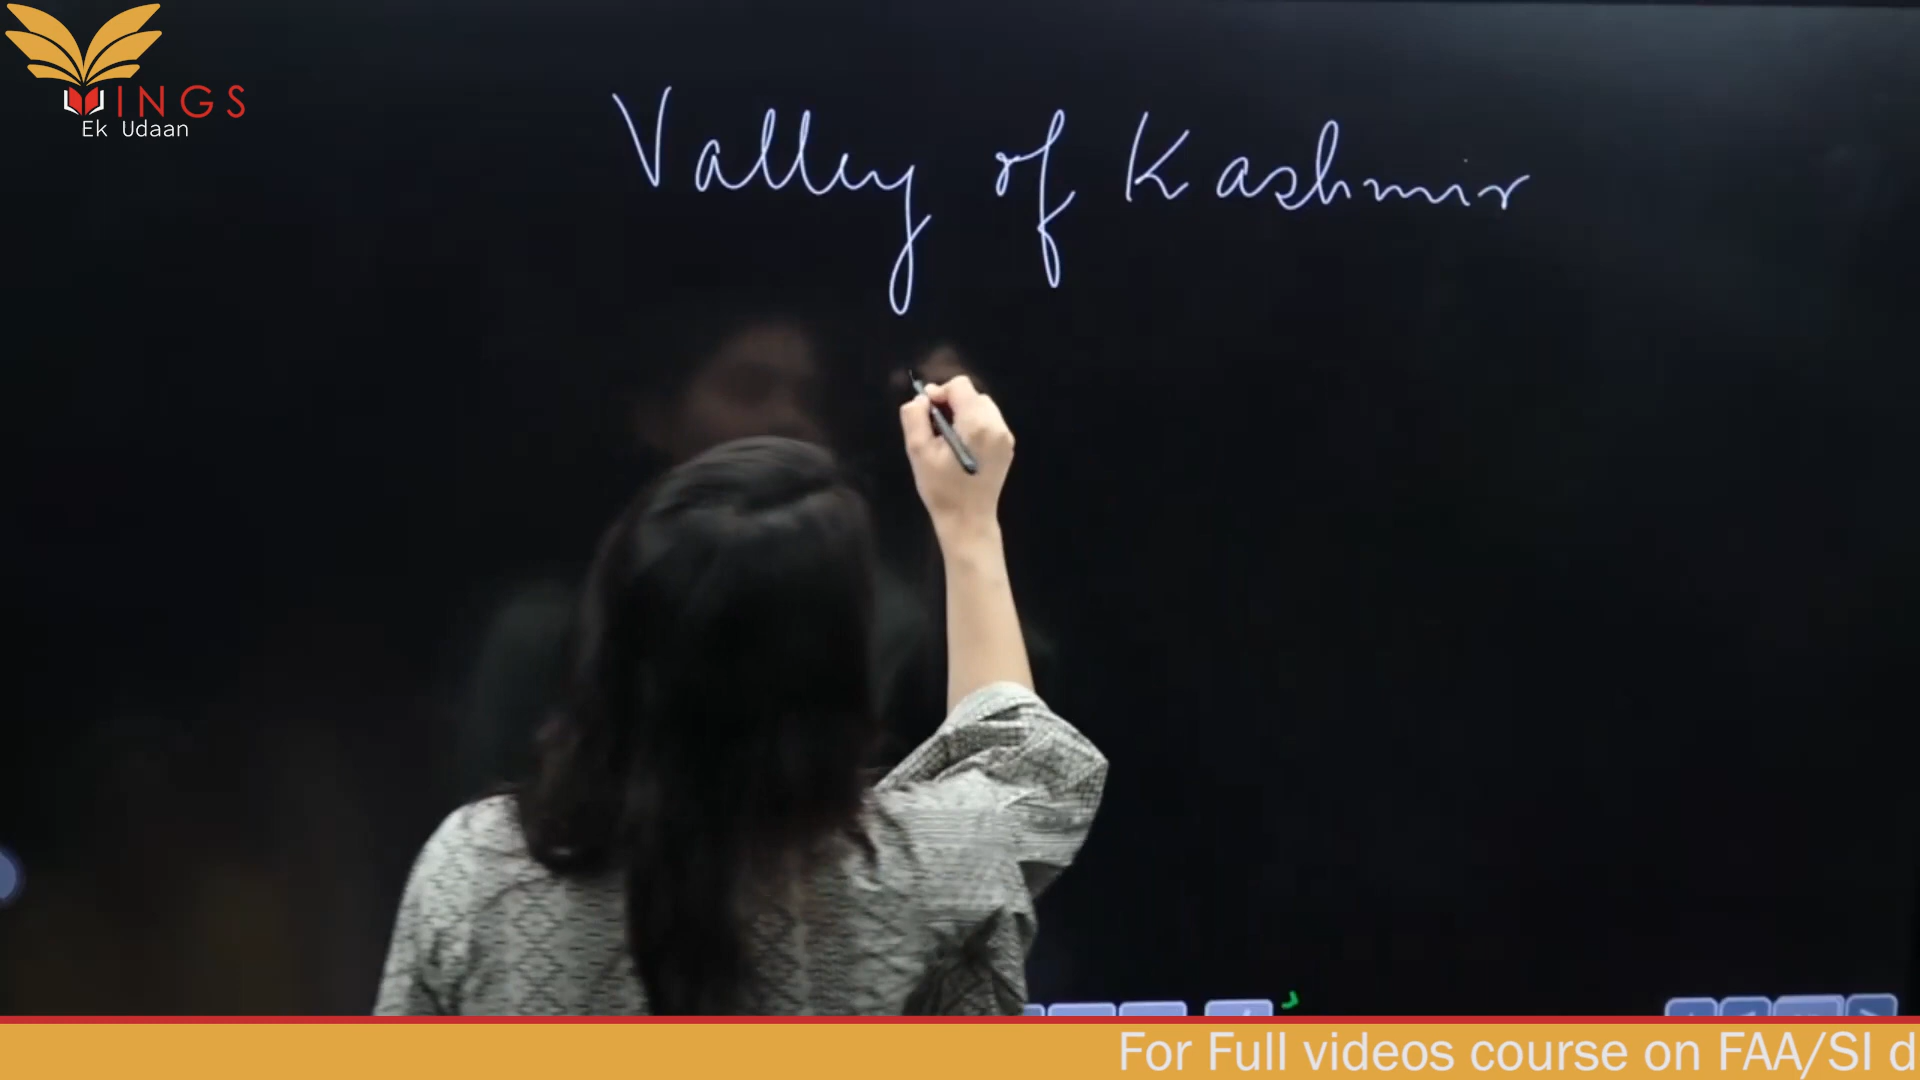 WINGS
Ek Udaan
Valley of Kashmir
For Full videos course on FAA/SI d